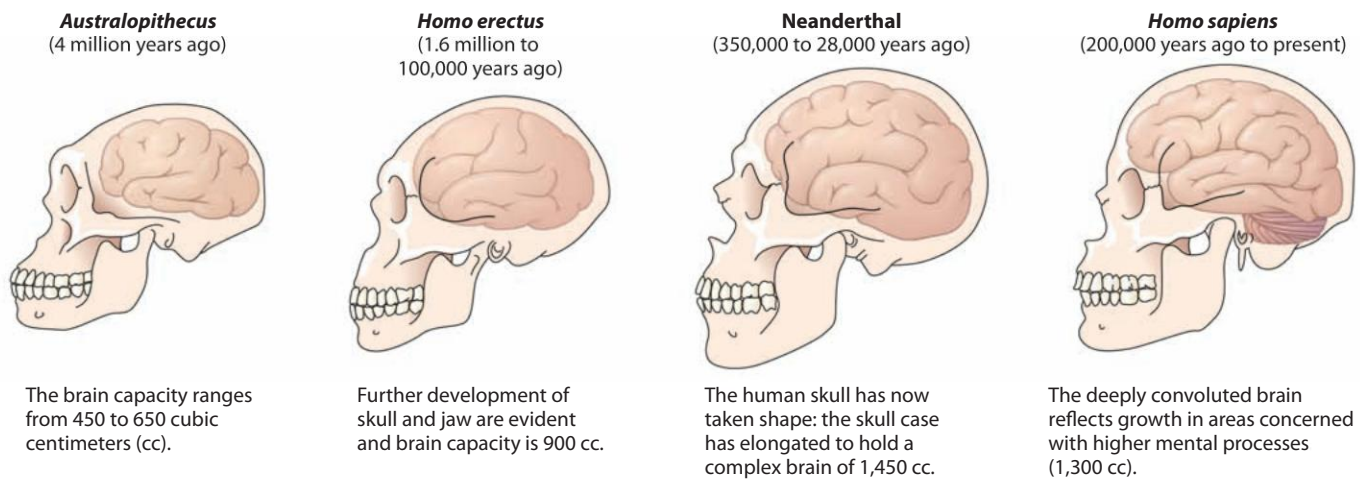 Australopithecus
(4 million years ago)
The brain capacity ranges
from 450 to 650 cubic
centimeters (cc).
Homo erectus
(1.6 million to
100,000 years ago)
Further development of
skull and jaw are evident
and brain capacity is 900 cc.
Neanderthal
(350,000 to 28,000 years ago)
The human skull has now
taken shape: the skull case
has elongated to hold a
complex brain of 1,450 cc.
Homo sapiens
(200,000 years ago to present)
The deeply convoluted brain
reflects growth in areas concerned
with higher mental processes
(1,300 cc).